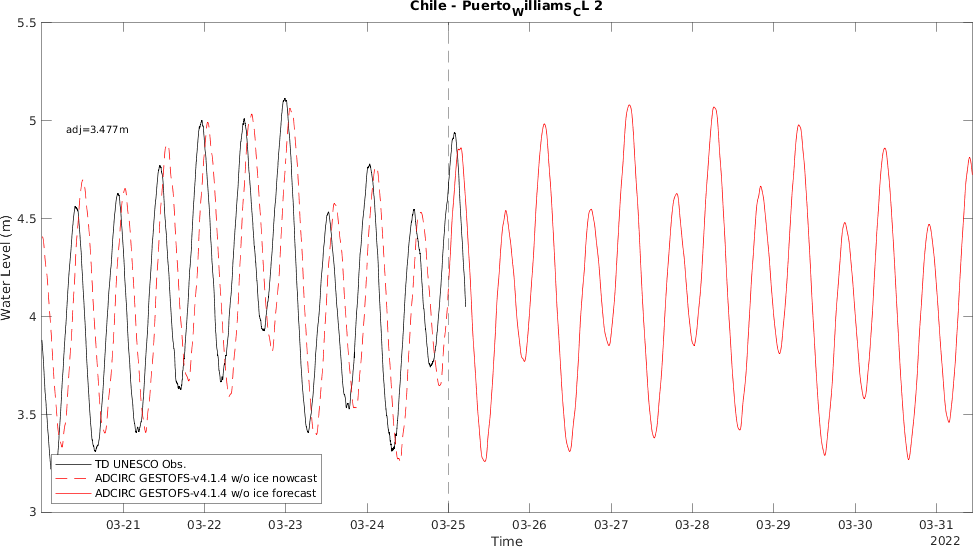 Chile - PuertoWilliamsCL 2
5.5
5
4.5
4
3.5
3
Water Level (m)
adj=3.477m
TD UNESCO Obs.
ADCIRC GESTOFS-v4.1.4 w/o ice nowcast
ADCIRC GESTOFS-v4.1.4 w/o ice forecast
03-21 03-22 03-23 03-24 03-25 03-26 03-27 03-28 03-29 03-30 03-31
Time
2022